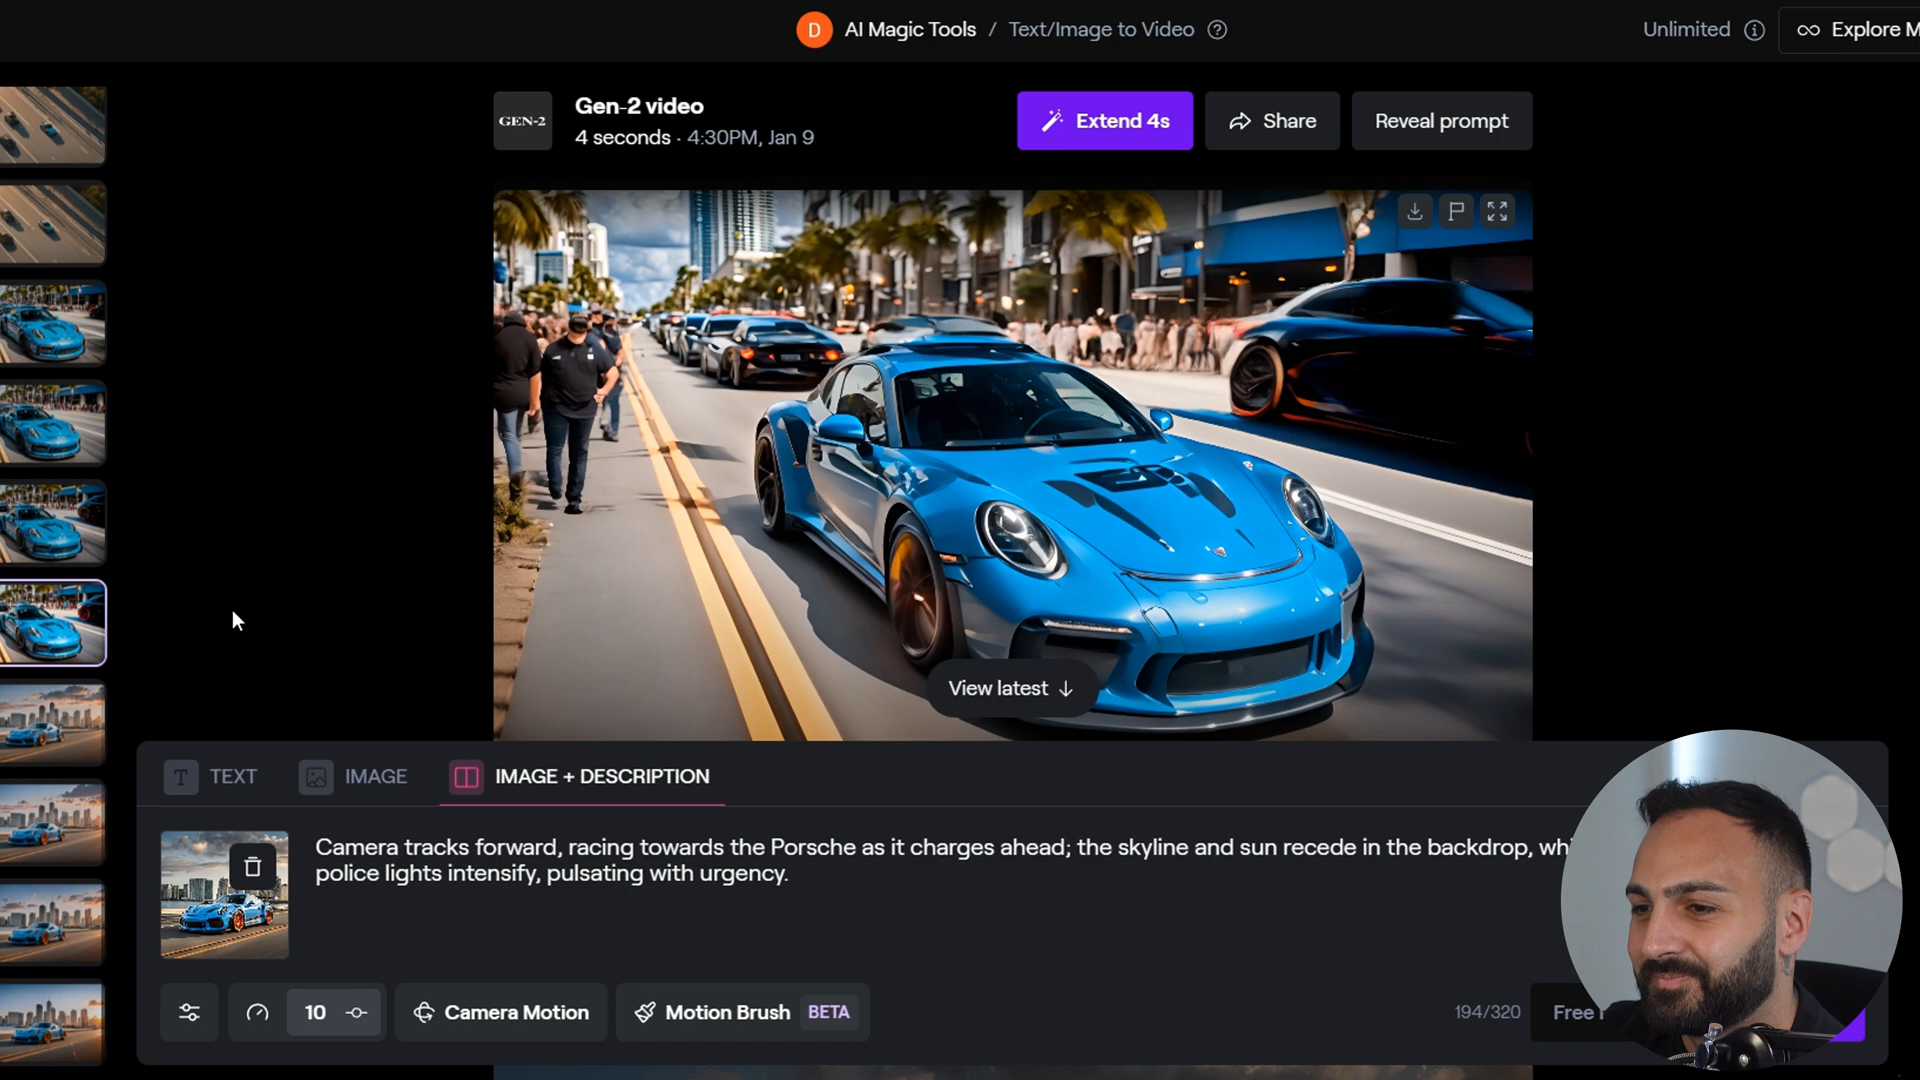 D AI Magic Tools / Text/Image to Video ?
Unlimited
Explore M
GEN-2
Gen-2 video
4 seconds · 4:30PM, Jan 9
Extend 4s
Share
Reveal prompt
View latest ↓
T TEXT
IMAGE
IMAGE + DESCRIPTION
Camera tracks forward, racing towards the Porsche as it charges ahead; the skyline and sun recede in the backdrop, whi
police lights intensify, pulsating with urgency.
10
Camera Motion
Motion Brush BETA
194/320
Free